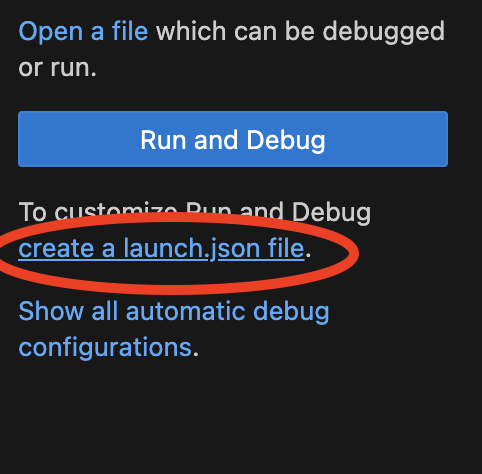 Open a file which can be debugged
or run.
Run and Debug
To customize Run and Debug
create a launch.json file.
Show all automatic debug
configurations.